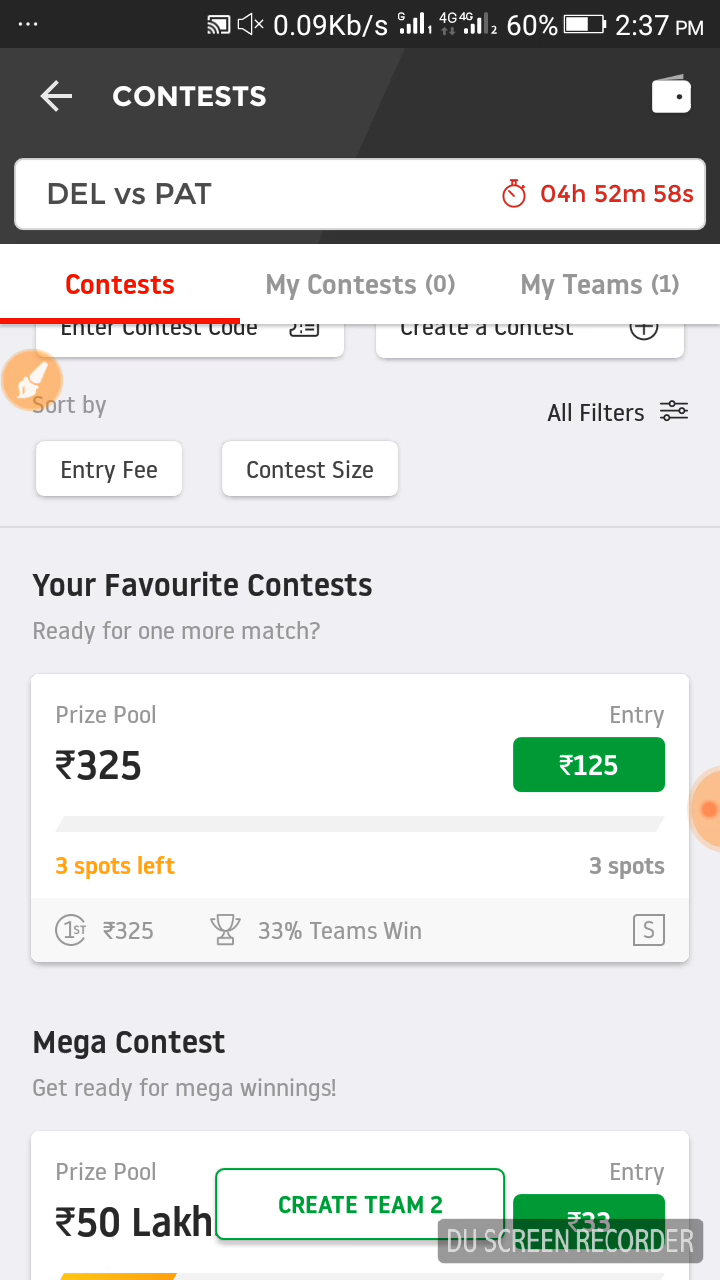 ... 0.09Kb/s G 1 4G 4G 2 60% 2:37 PM
CONTESTS
DEL vs PAT 04h 52m 58s
Contests My Contests (0) My Teams (1)
Enter Contest Code Create a Contest
Sort by All Filters
Entry Fee Contest Size
Your Favourite Contests
Ready for one more match?
Prize Pool Entry
₹325 ₹125
3 spots left 3 spots
1ST ₹325 33% Teams Win S
Mega Contest
Get ready for mega winnings!
Prize Pool Entry
₹50 Lakh CREATE TEAM 2 ₹33
DU SCREEN RECORDER